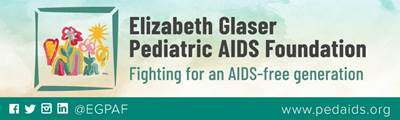 Elizabeth Glaser
Pediatric AIDS Foundation
Fighting for an AIDS-free generation
@EGPAF
www.pedaids.org